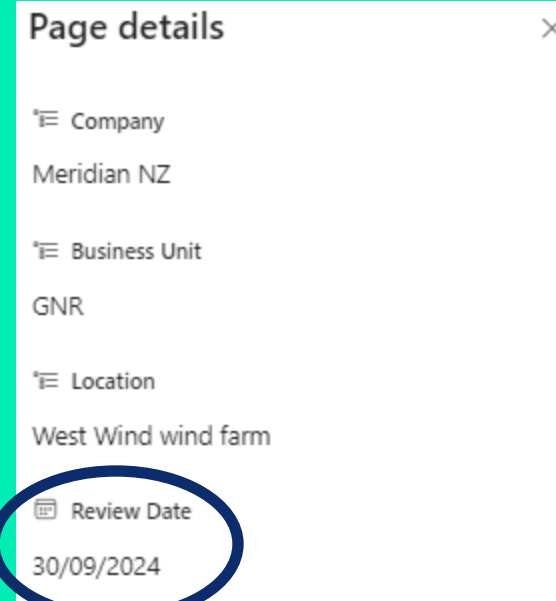 Page details
Company
Meridian NZ
Business Unit
GNR
Location
West Wind wind farm
Review Date
30/09/2024